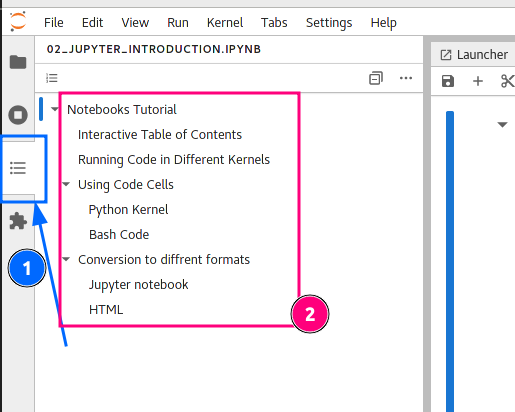 File Edit View Run Kernel Tabs Settings Help
02_JUPYTER_INTRODUCTION.IPYNB
Launcher
Notebooks Tutorial
Interactive Table of Contents
Running Code in Different Kernels
Using Code Cells
Python Kernel
Bash Code
Conversion to diffrent formats
Jupyter notebook
HTML
1
2